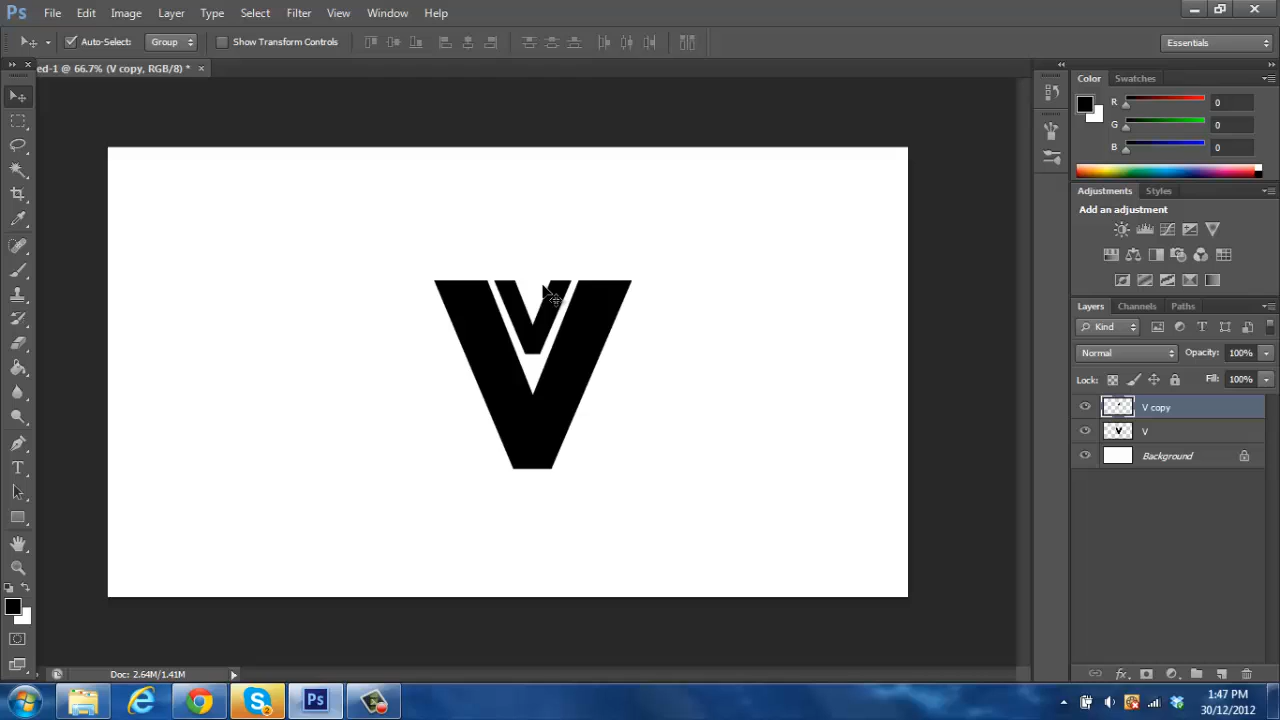 Ps File Edit Image Layer Type Select Filter View Window Help
Auto-Select: Group Show Transform Controls Essentials
ed-1 @ 66.7% (V copy, RGB/8) * ×
Color Swatches
R 0
G 0
B 0
Adjustments Styles
Add an adjustment
V
V
Layers Channels Paths
Kind
Normal Opacity: 100%
Lock: Fill: 100%
V copy
V
Background
Doc: 2.64M/1.41M
2 Ps 1:47 PM
30/12/2012